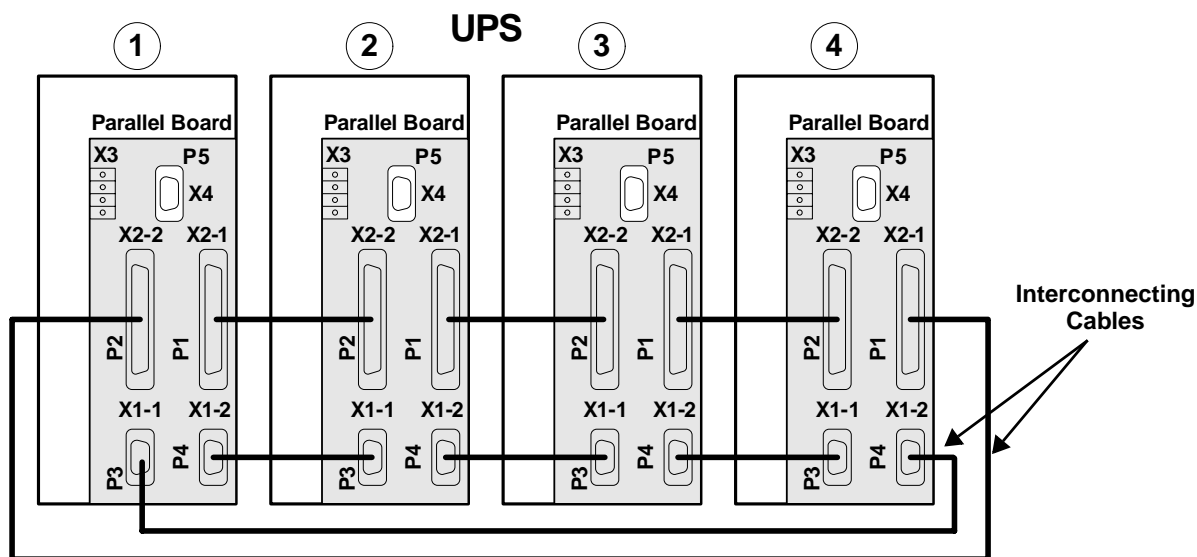 UPS
1 2 3 4
Parallel Board Parallel Board Parallel Board Parallel Board
X3 P5 X3 P5 X3 P5 X3 P5
X4 X4 X4 X4
X2-2 X2-1 X2-2 X2-1 X2-2 X2-1 X2-2 X2-1
Interconnecting
Cables
P2 P1 P2 P1 P2 P1 P2 P1
X1-1 X1-2 X1-1 X1-2 X1-1 X1-2 X1-1 X1-2
P3 P4 P3 P4 P3 P4 P3 P4